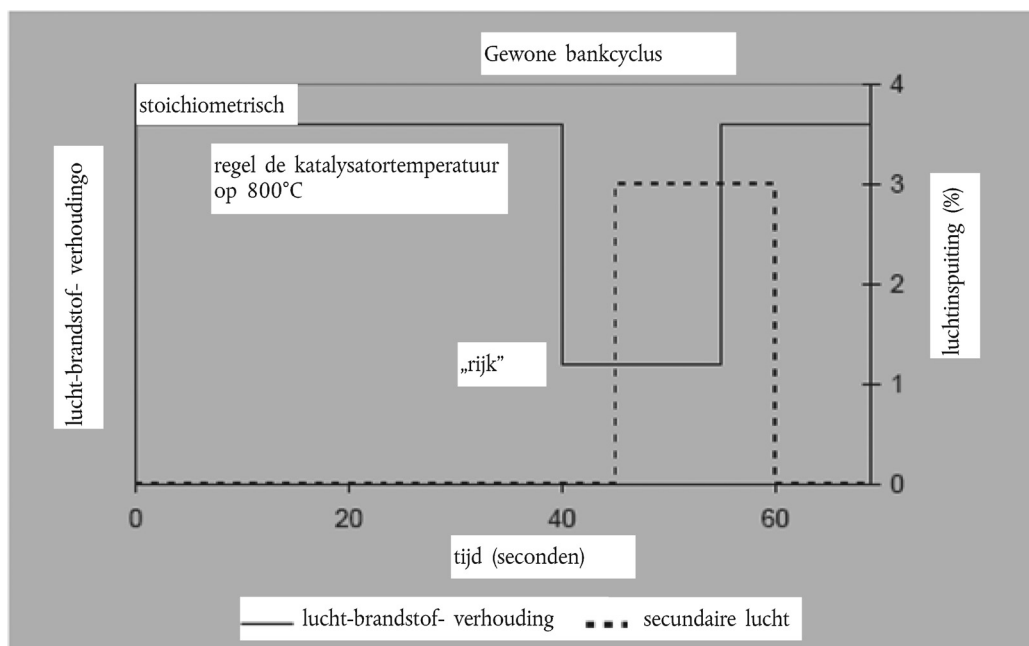 Gewone bankcyclus
stoichiometrisch
regel de katalysatortemperatuur
op 800°C
„rijk”
lucht-brandstof- verhoudingo
4
3
2
1
0
luchtinspuiting (%)
0 20 40 60
tijd (seconden)
lucht-brandstof- verhouding secundaire lucht